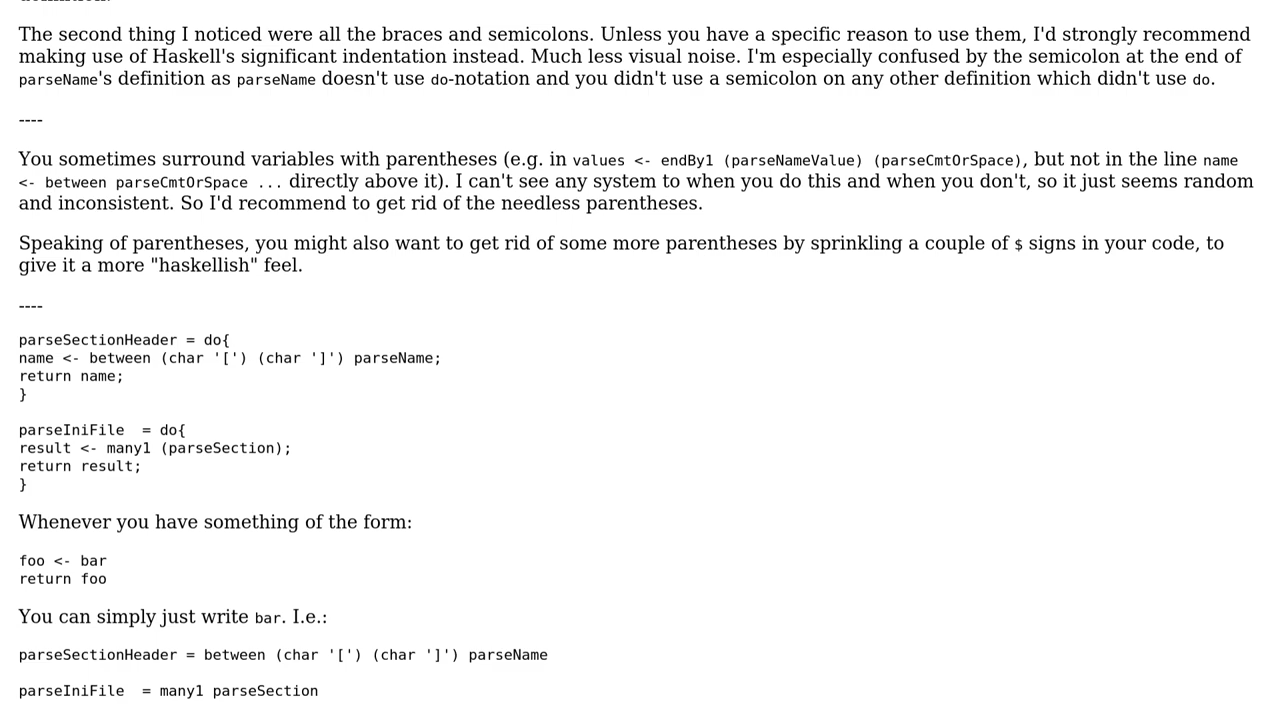 The second thing I noticed were all the braces and semicolons. Unless you have a specific reason to use them, I'd strongly recommend
making use of Haskell's significant indentation instead. Much less visual noise. I'm especially confused by the semicolon at the end of
parseName's definition as parseName doesn't use do-notation and you didn't use a semicolon on any other definition which didn't use do.
----
You sometimes surround variables with parentheses (e.g. in values <- endBy1 (parseNameValue) (parseCmtOrSpace), but not in the line name
<- between parseCmtOrSpace ... directly above it). I can't see any system to when you do this and when you don't, so it just seems random
and inconsistent. So I'd recommend to get rid of the needless parentheses.
Speaking of parentheses, you might also want to get rid of some more parentheses by sprinkling a couple of $ signs in your code, to
give it a more "haskellish" feel.
----
parseSectionHeader = do{
name <- between (char '[') (char ']') parseName;
return name;
}
parseIniFile  = do{
result <- many1 (parseSection);
return result;
}
Whenever you have something of the form:
foo <- bar
return foo
You can simply just write bar. I.e.:
parseSectionHeader = between (char '[') (char ']') parseName
parseIniFile  = many1 parseSection